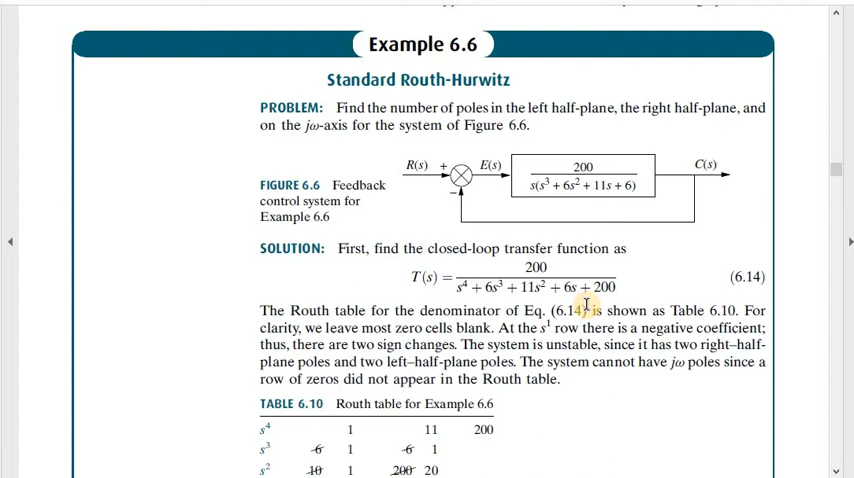 Example 6.6
Standard Routh-Hurwitz
PROBLEM: Find the number of poles in the left half-plane, the right half-plane, and
on the jω-axis for the system of Figure 6.6.
R(s) + E(s) 200 C(s)
s(s³ + 6s² + 11s + 6)
−
FIGURE 6.6 Feedback
control system for
Example 6.6
SOLUTION: First, find the closed-loop transfer function as
T(s) = 200 / s⁴ + 6s³ + 11s² + 6s + 200 (6.14)
The Routh table for the denominator of Eq. (6.14) is shown as Table 6.10. For
clarity, we leave most zero cells blank. At the s¹ row there is a negative coefficient;
thus, there are two sign changes. The system is unstable, since it has two right–half-
plane poles and two left–half-plane poles. The system cannot have jω poles since a
row of zeros did not appear in the Routh table.
TABLE 6.10 Routh table for Example 6.6
s⁴ 1 11 200
s³ 6 1 6 1
s² 10 1 200 20